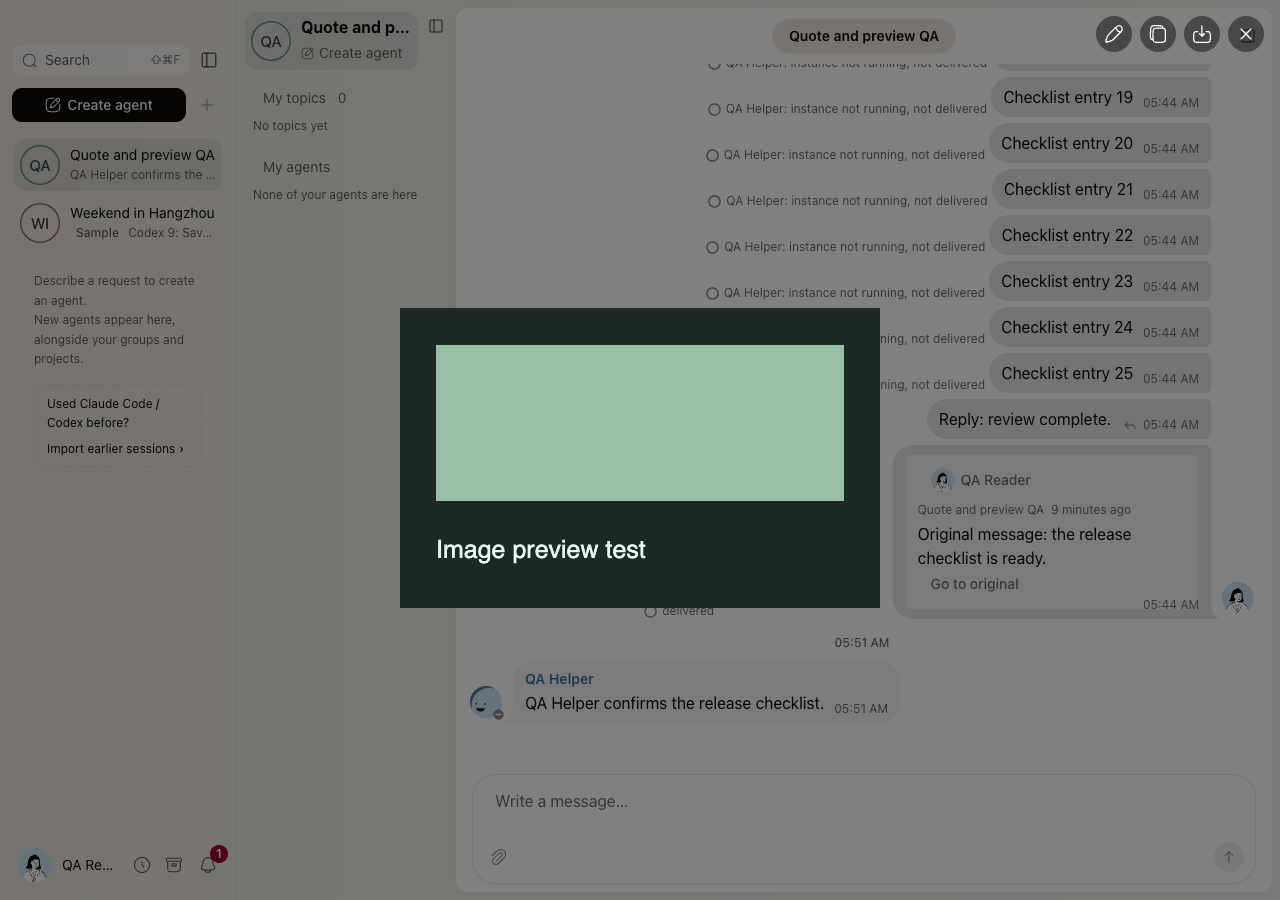 Search ⇧⌘F
Create agent
QA
Quote and preview QA
QA Helper confirms the ...
WI
Weekend in Hangzhou
Sample Codex 9: Sav...
Describe a request to create
an agent.
New agents appear here,
alongside your groups and
projects.
Used Claude Code /
Codex before?
Import earlier sessions ›
QA Re...
1
QA
Quote and p...
Create agent
My topics 0
No topics yet
My agents
None of your agents are here
Quote and preview QA
QA Helper: instance not running, not delivered
QA Helper: instance not running, not delivered
Checklist entry 19 05:44 AM
QA Helper: instance not running, not delivered
Checklist entry 20 05:44 AM
QA Helper: instance not running, not delivered
Checklist entry 21 05:44 AM
QA Helper: instance not running, not delivered
Checklist entry 22 05:44 AM
QA Helper: instance not running, not delivered
Checklist entry 23 05:44 AM
ning, not delivered
Checklist entry 24 05:44 AM
ning, not delivered
Checklist entry 25 05:44 AM
Reply: review complete. 05:44 AM
QA Reader
Quote and preview QA 9 minutes ago
Original message: the release
checklist is ready.
Go to original
05:44 AM
delivered
Image preview test
05:51 AM
QA Helper
QA Helper confirms the release checklist. 05:51 AM
Write a message...